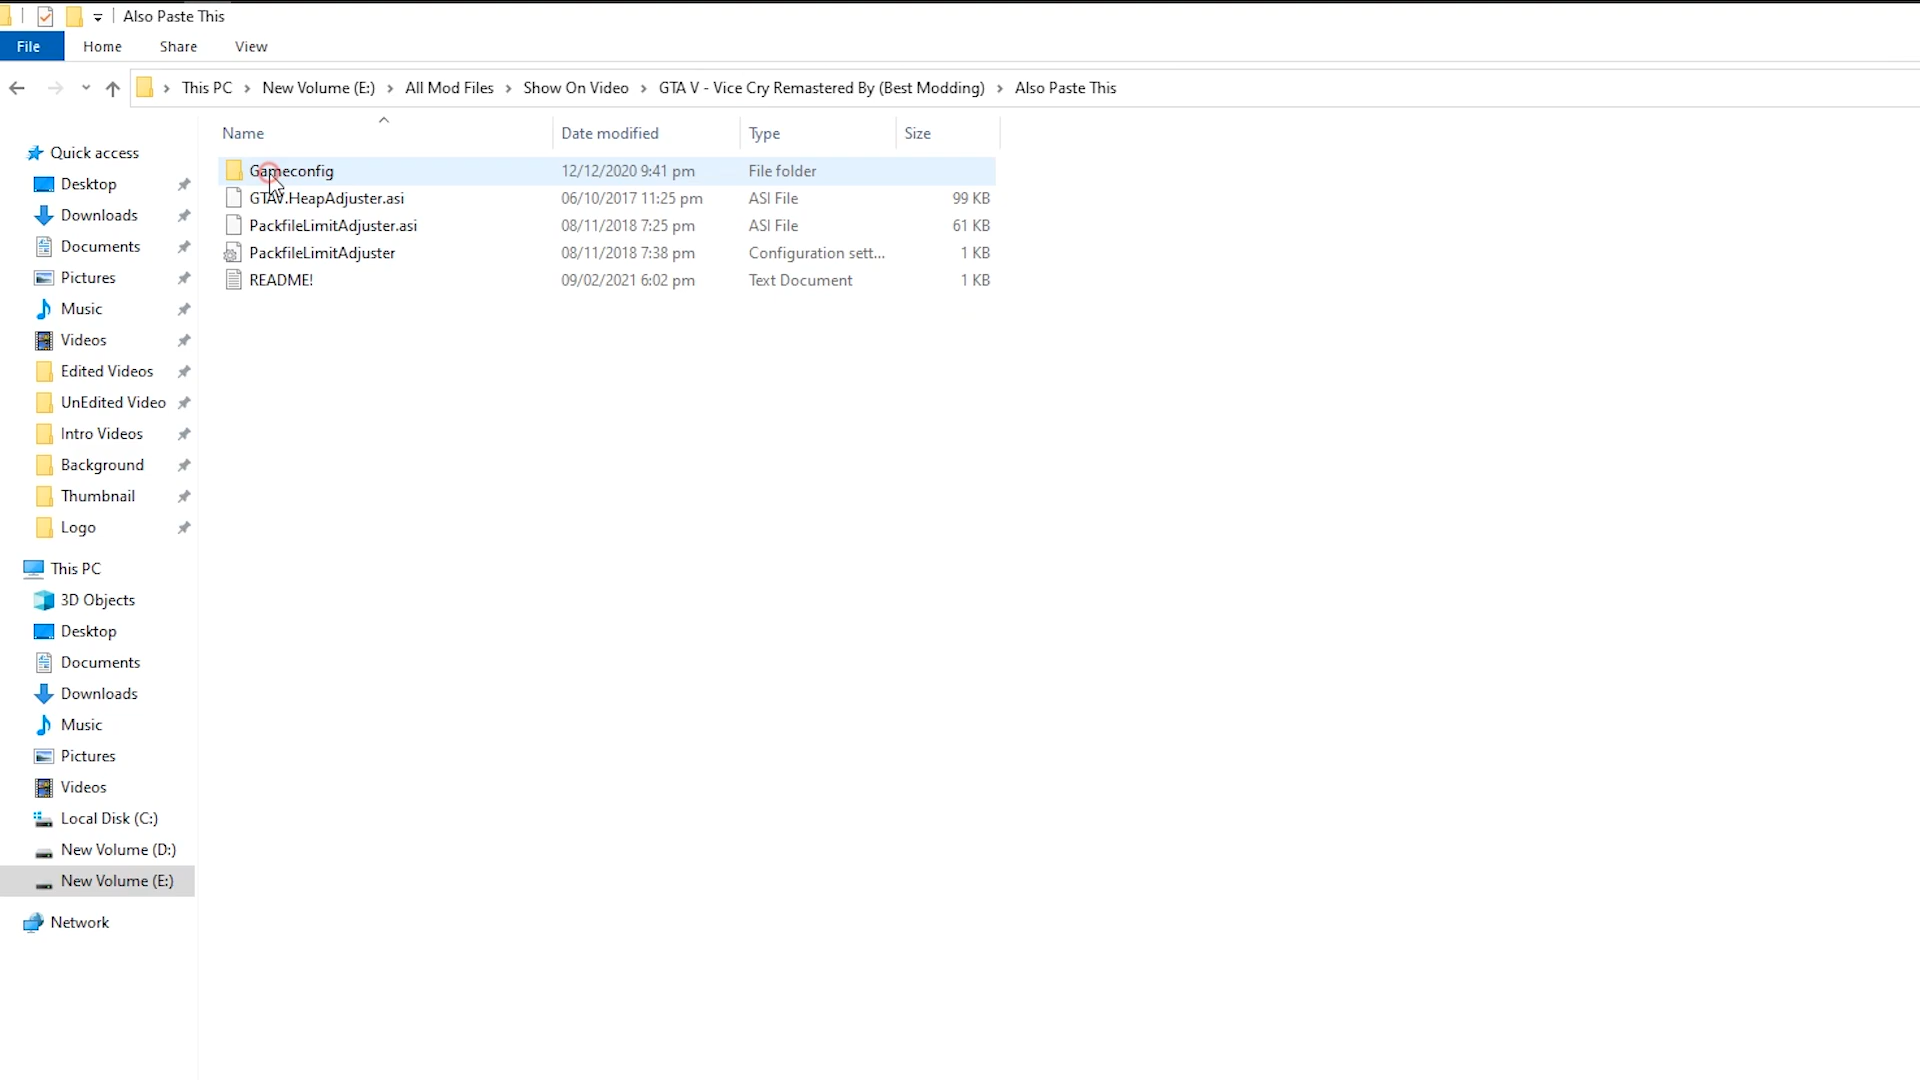 Also Paste This
File Home Share View
This PC New Volume (E:) All Mod Files Show On Video GTA V - Vice Cry Remastered By (Best Modding) Also Paste This
Name Date modified Type Size
Gameconfig 12/12/2020 9:41 pm File folder
GTAV.HeapAdjuster.asi 06/10/2017 11:25 pm ASI File 99 KB
PackfileLimitAdjuster.asi 08/11/2018 7:25 pm ASI File 61 KB
PackfileLimitAdjuster 08/11/2018 7:38 pm Configuration sett... 1 KB
README! 09/02/2021 6:02 pm Text Document 1 KB
Quick access
Desktop
Downloads
Documents
Pictures
Music
Videos
Edited Videos
UnEdited Video
Intro Videos
Background
Thumbnail
Logo
This PC
3D Objects
Desktop
Documents
Downloads
Music
Pictures
Videos
Local Disk (C:)
New Volume (D:)
New Volume (E:)
Network